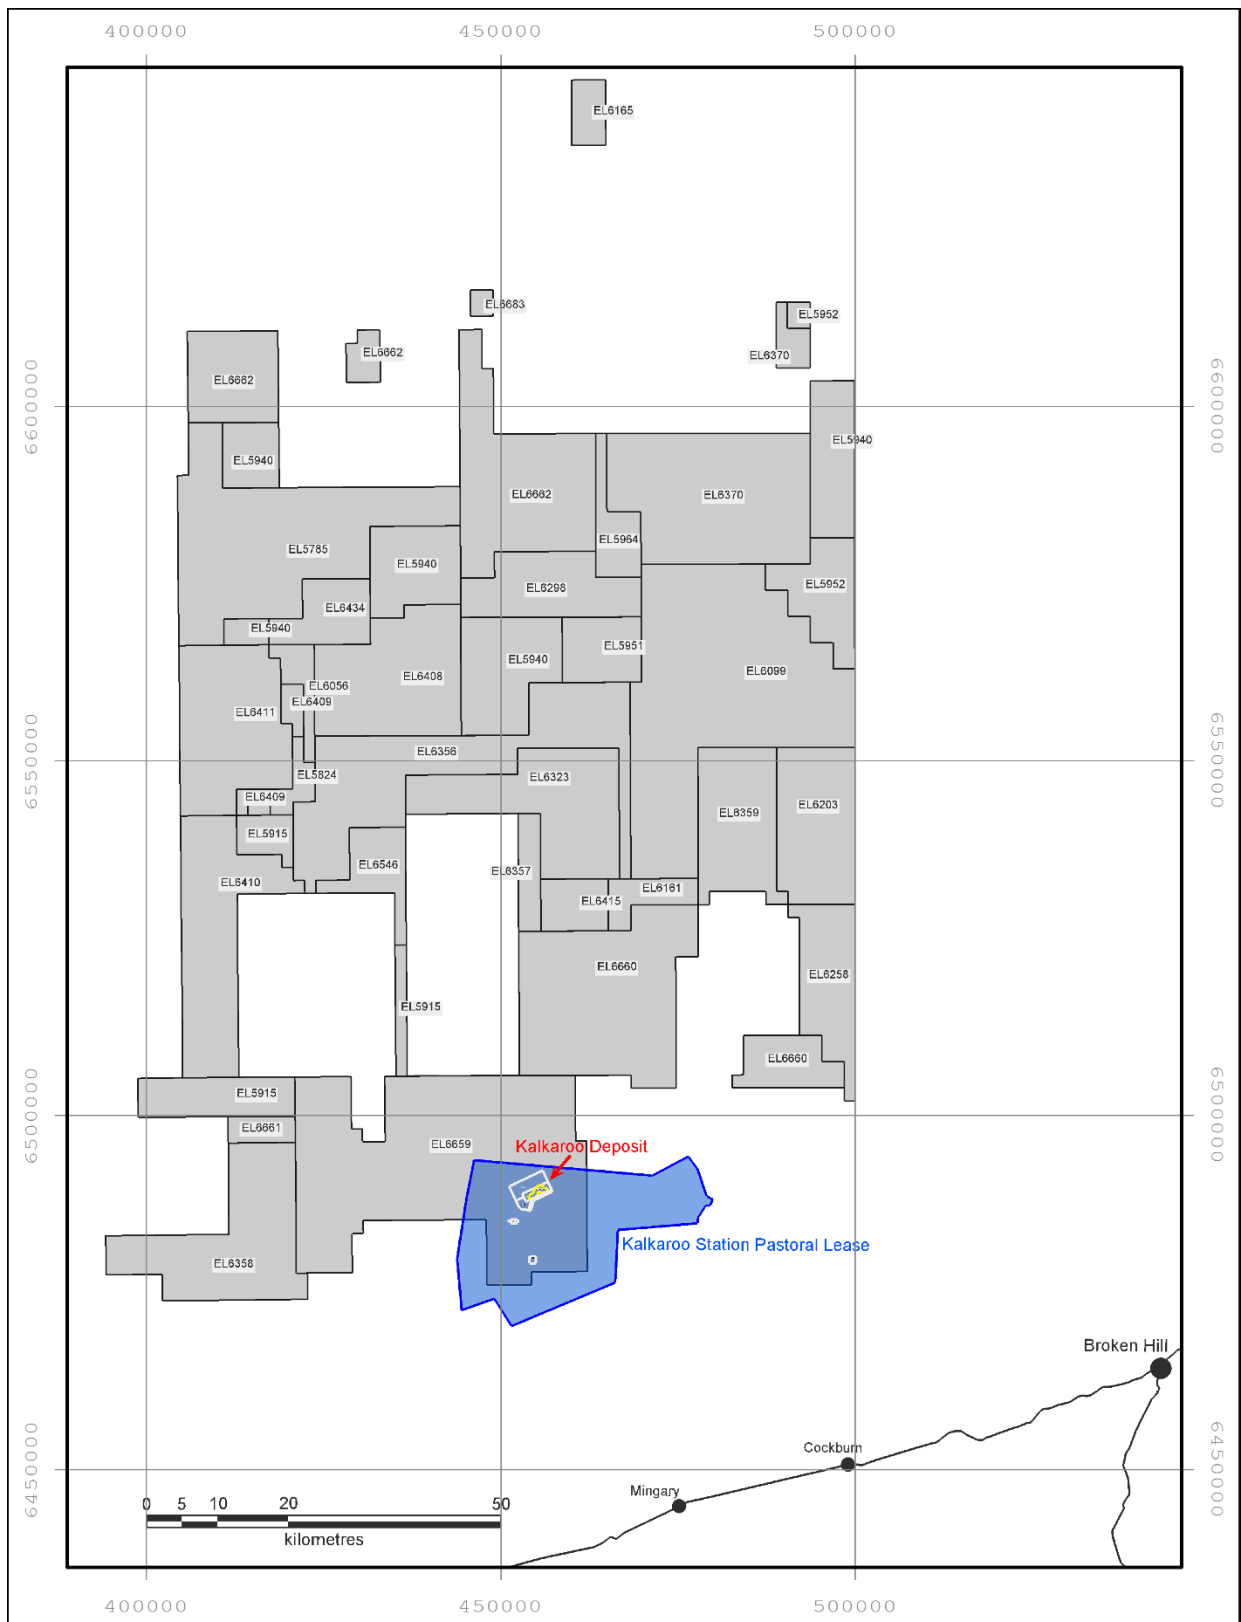 400000 450000 500000
EL6165
EL6683
EL5952
EL6662
EL6370
EL6662
6600000
6600000
EL5940
EL5940
EL6662
EL6370
EL5964
EL5785
EL5940
EL5952
EL6298
EL6434
EL5940
EL5951
EL5940
EL6099
EL6408
EL6056
EL6409
EL6411
EL6356
6550000
6550000
EL5824
EL6323
EL6409
EL6203
EL6359
EL5915
EL6546
EL6357
EL6410
EL6161
EL6415
EL6660
EL6258
EL5915
EL6660
EL5915
6500000
6500000
EL6661
EL6659
Kalkaroo Deposit
Kalkaroo Station Pastoral Lease
EL6358
Broken Hill
Cockburn
6450000
6450000
Mingary
0 5 10 20 50
kilometres
400000 450000 500000